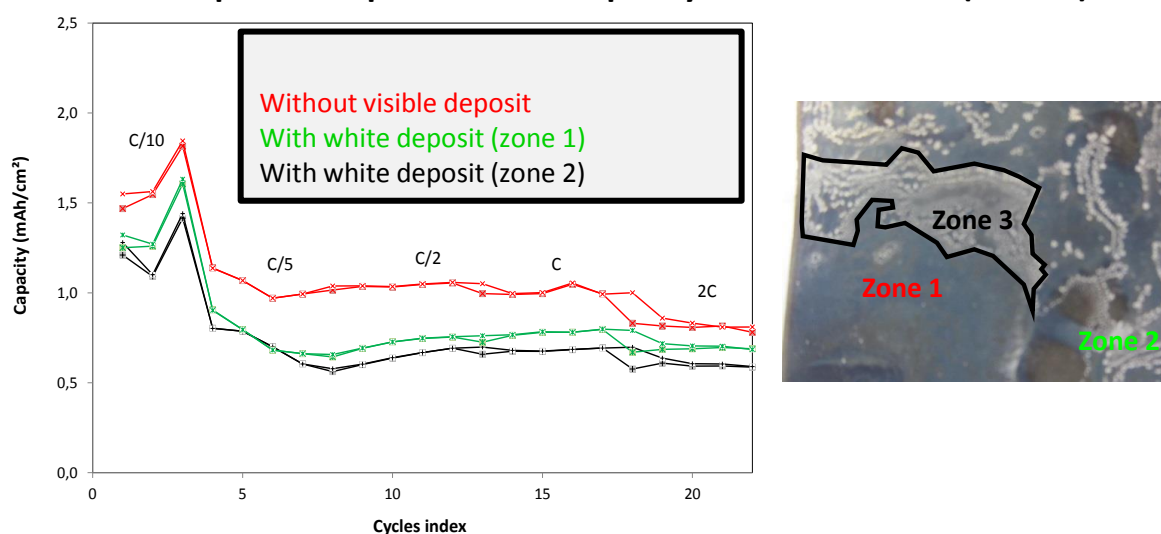 2,5
2,0
1,5
1,0
0,5
0,0
Capacity (mAh/cm²)
0
5
10
15
20
Cycles index
C/10
C/5
C/2
C
2C
Without visible deposit
With white deposit (zone 1)
With white deposit (zone 2)
Zone 3
Zone 1
Zone 2